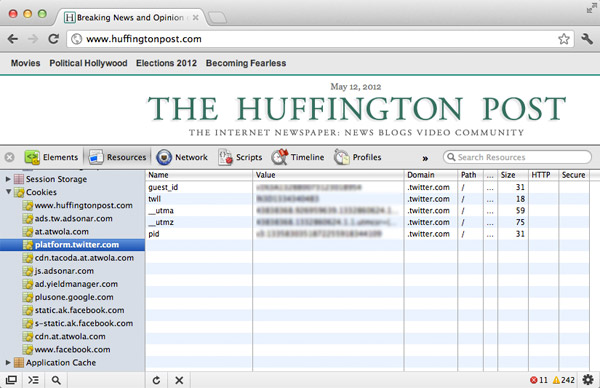 Breaking News and Opinion
www.huffingtonpost.com
Movies Political Hollywood Elections 2012 Becoming Fearless
May 12, 2012
THE HUFFINGTON POST
THE INTERNET NEWSPAPER: NEWS BLOGS VIDEO COMMUNITY
Elements Resources Network Scripts Timeline Profiles » Search Resources
Session Storage
Cookies
www.huffingtonpost.com
ads.tw.adsonar.com
at.atwola.com
platform.twitter.com
cdn.tacoda.at.atwola.com
js.adsonar.com
ad.yieldmanager.com
plusone.google.com
static.ak.facebook.com
s-static.ak.facebook.com
cdn.at.atwola.com
www.facebook.com
Application Cache
Name Value Domain Path ... Size HTTP Secure
guest_id .twitter.com / ... 31
twll .twitter.com / ... 18
__utma .twitter.com / ... 59
__utmz .twitter.com / ... 75
pid .twitter.com / ... 31
11 242